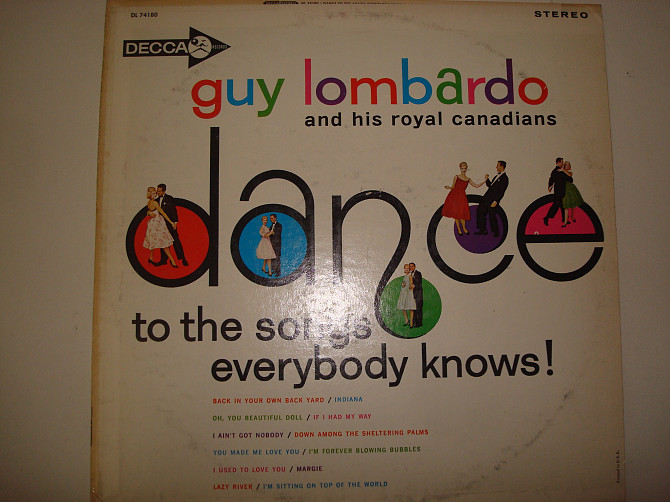 DL 74180
STEREO
DECCA RECORDS
guy lombardo
and his royal canadians
dance
to the songs
everybody knows!
BACK IN YOUR OWN BACK YARD / INDIANA
OH, YOU BEAUTIFUL DOLL / IF I HAD MY WAY
I AIN'T GOT NOBODY / DOWN AMONG THE SHELTERING PALMS
YOU MADE ME LOVE YOU / I'M FOREVER BLOWING BUBBLES
I USED TO LOVE YOU / MARGIE
LAZY RIVER / I'M SITTING ON TOP OF THE WORLD
Printed in U.S.A.